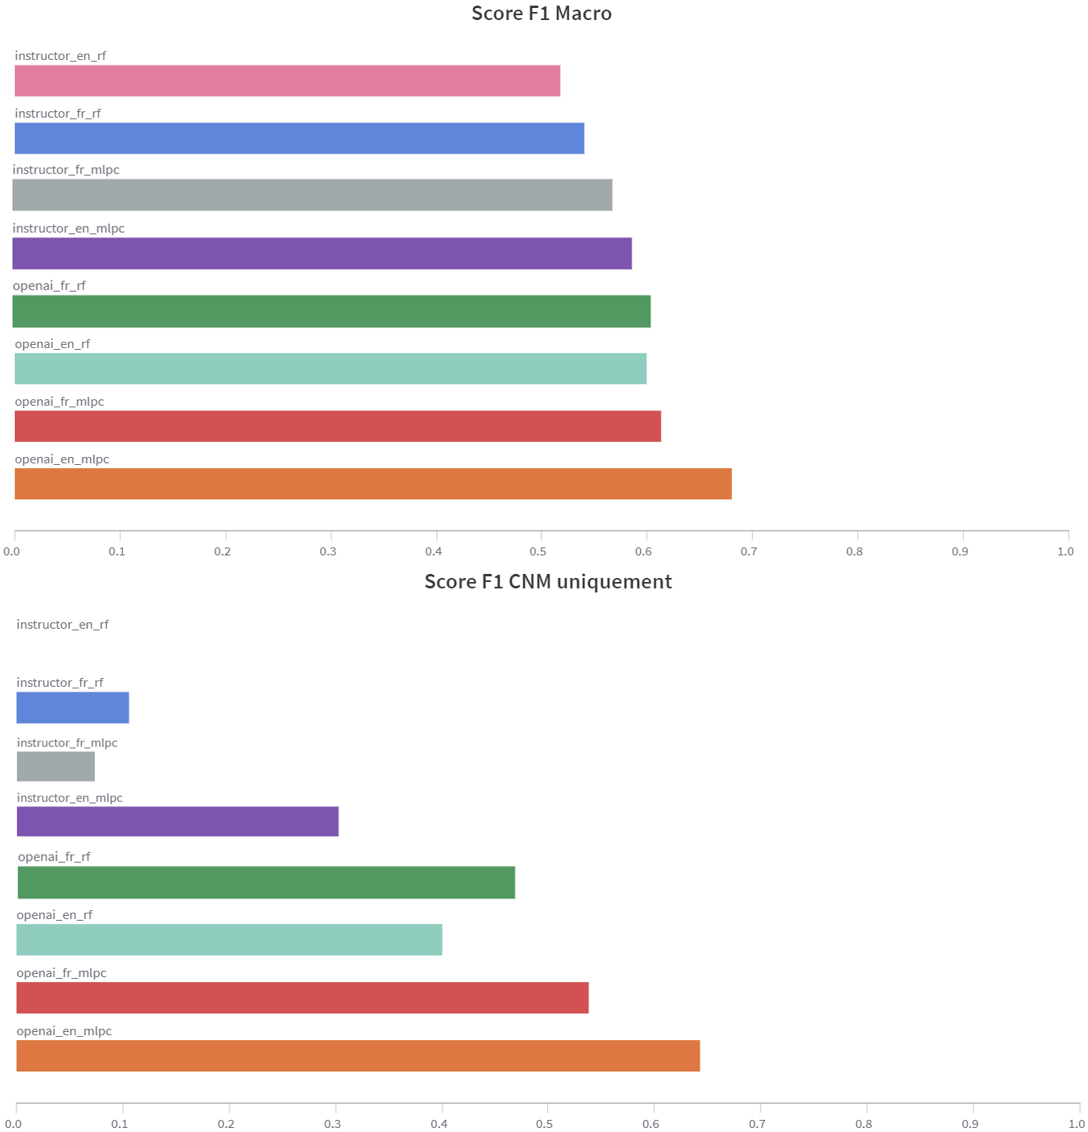 Score F1 Macro
instructor_en_rf
instructor_fr_rf
instructor_fr_mlpc
instructor_en_mlpc
openai_fr_rf
openai_en_rf
openai_fr_mlpc
openai_en_mlpc
0.0 0.1 0.2 0.3 0.4 0.5 0.6 0.7 0.8 0.9 1.0
Score F1 CNM uniquement
instructor_en_rf
instructor_fr_rf
instructor_fr_mlpc
instructor_en_mlpc
openai_fr_rf
openai_en_rf
openai_fr_mlpc
openai_en_mlpc
0.0 0.1 0.2 0.3 0.4 0.5 0.6 0.7 0.8 0.9 1.0